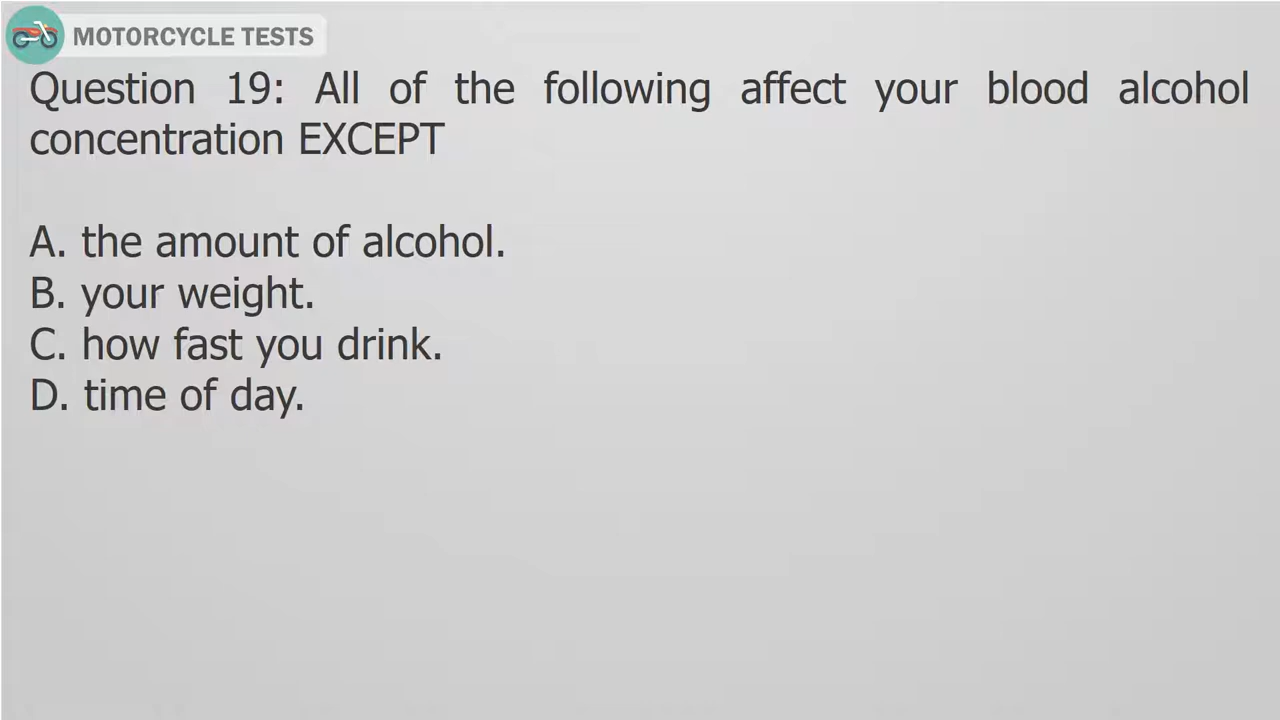 MOTORCYCLE TESTS
Question 19: All of the following affect your blood alcohol
concentration EXCEPT
A. the amount of alcohol.
B. your weight.
C. how fast you drink.
D. time of day.